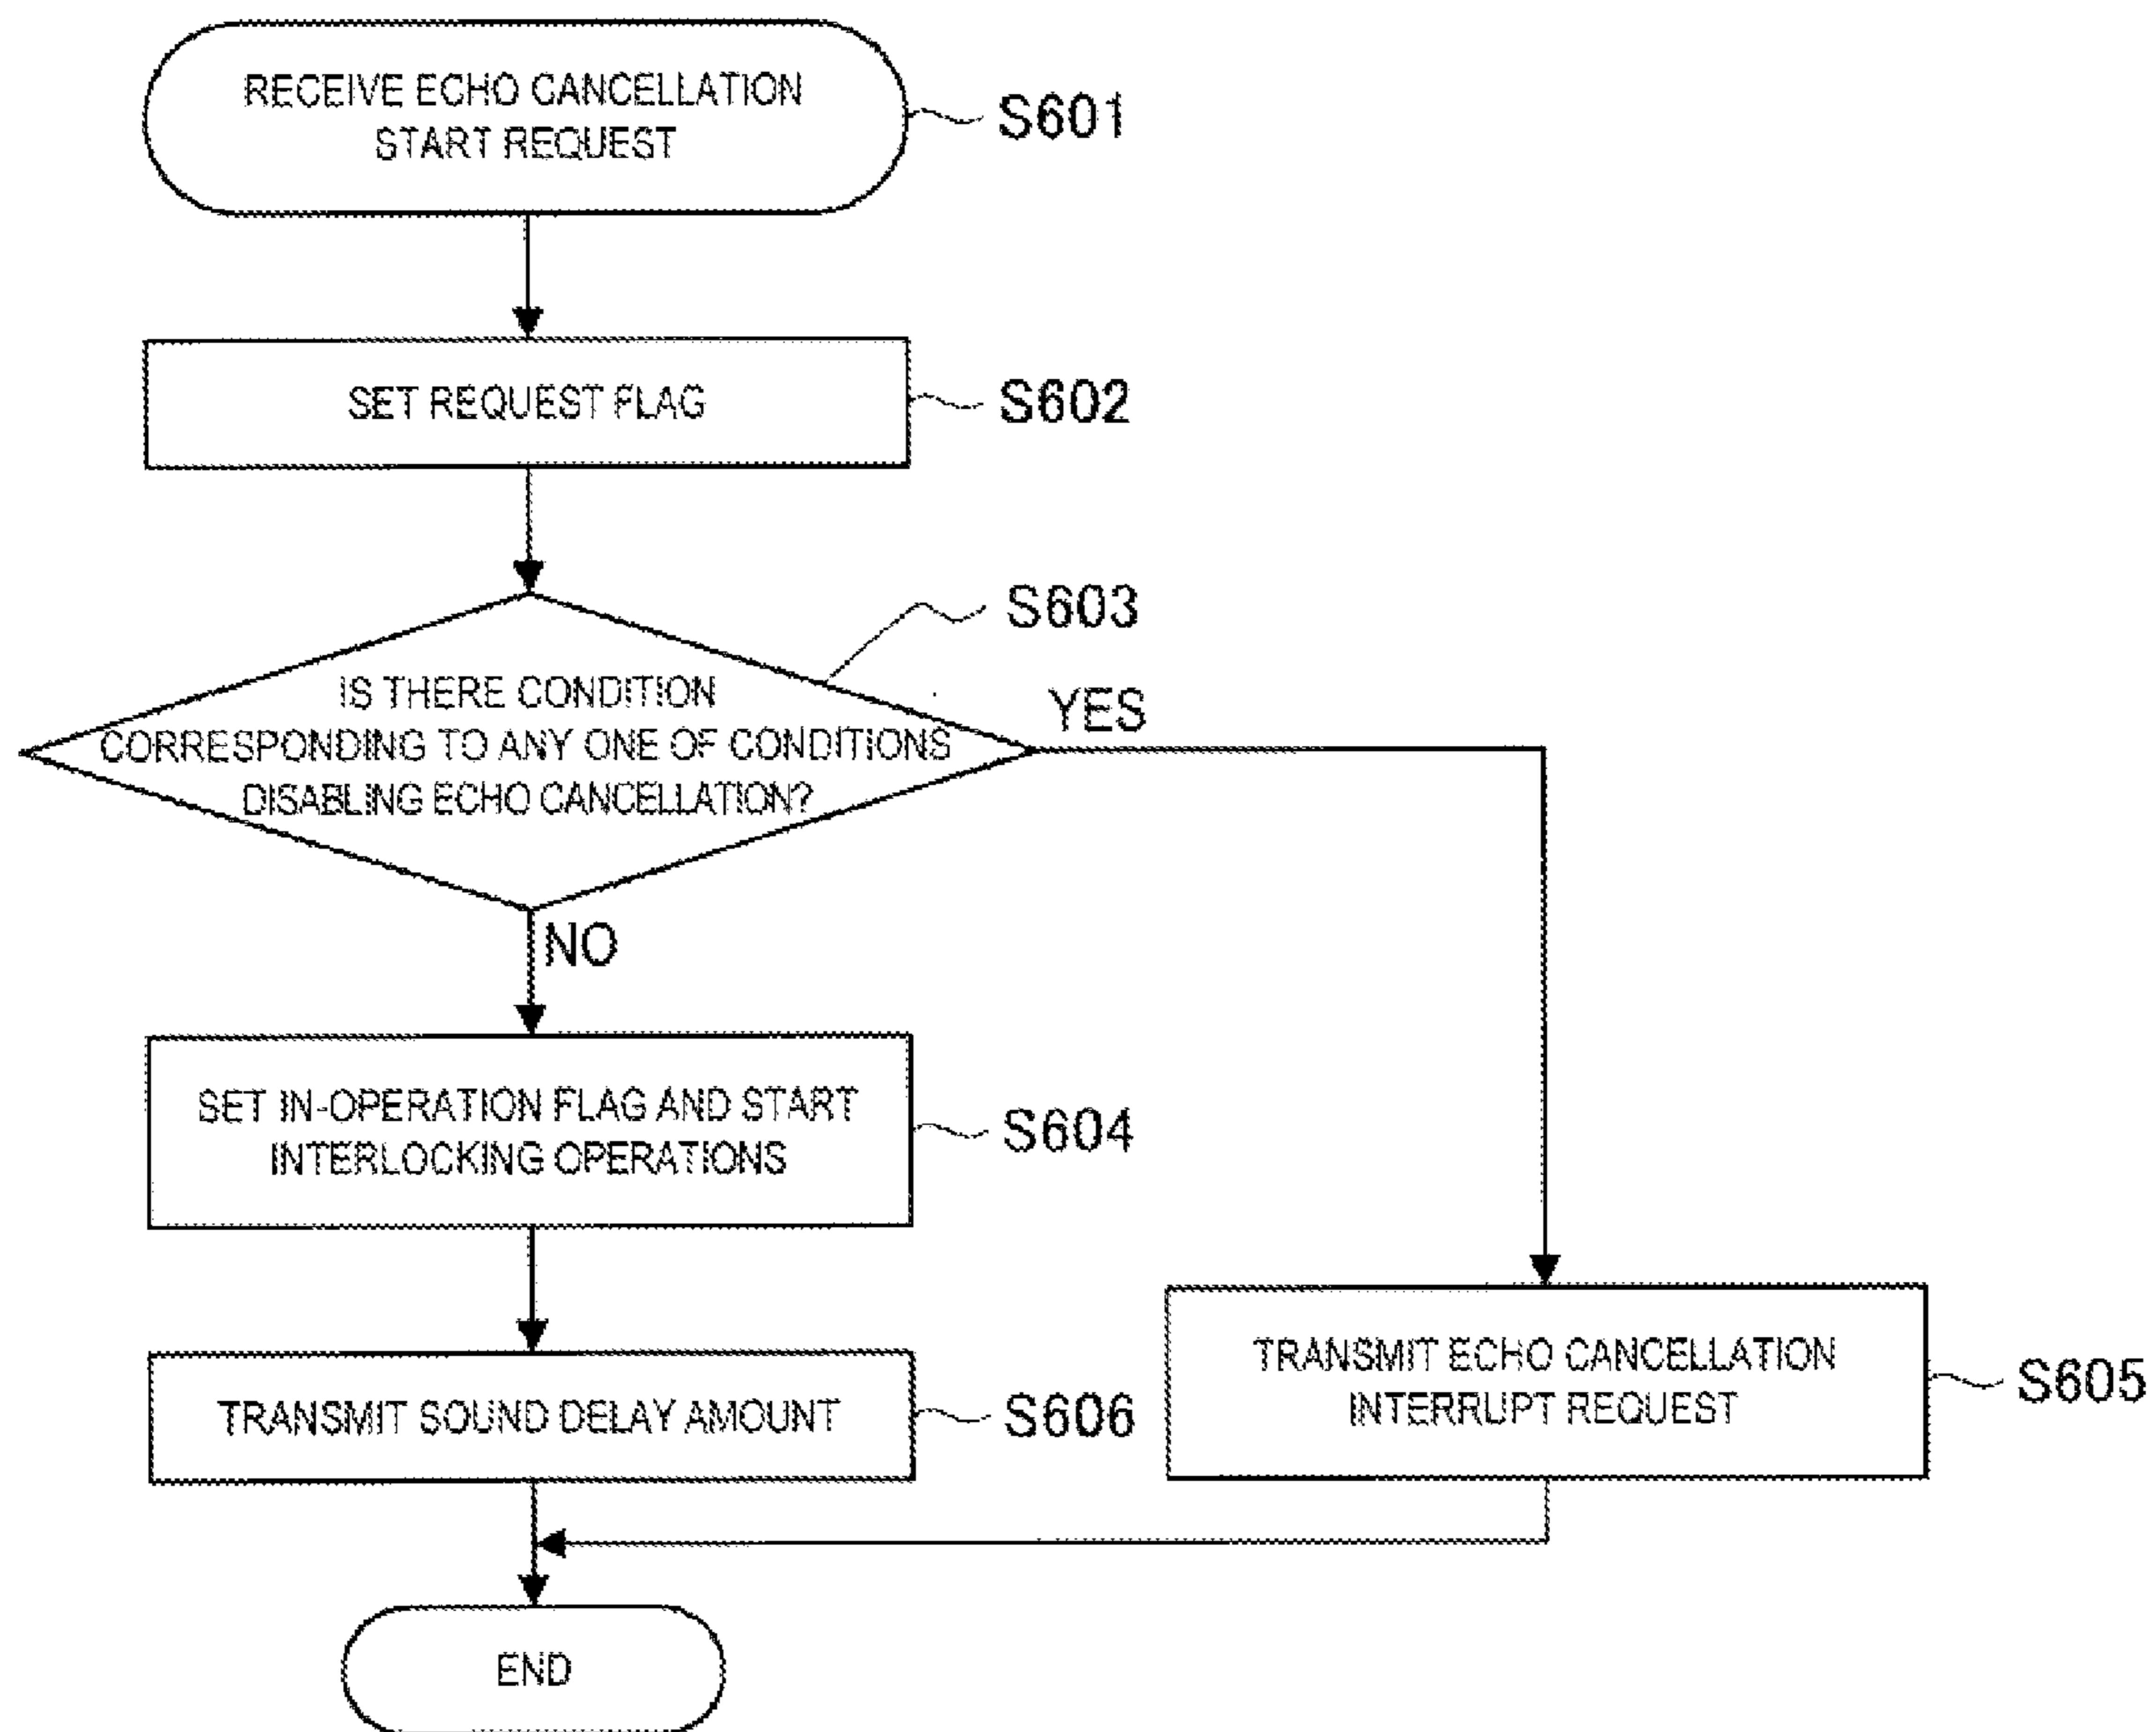 RECEIVE ECHO CANCELLATION
START REQUEST
S601
SET REQUEST FLAG
S602
S603
IS THERE CONDITION
CORRESPONDING TO ANY ONE OF CONDITIONS
DISABLING ECHO CANCELLATION?
YES
NO
SET IN-OPERATION FLAG AND START
INTERLOCKING OPERATIONS
S604
TRANSMIT ECHO CANCELLATION
INTERRUPT REQUEST
S605
TRANSMIT SOUND DELAY AMOUNT
S606
END